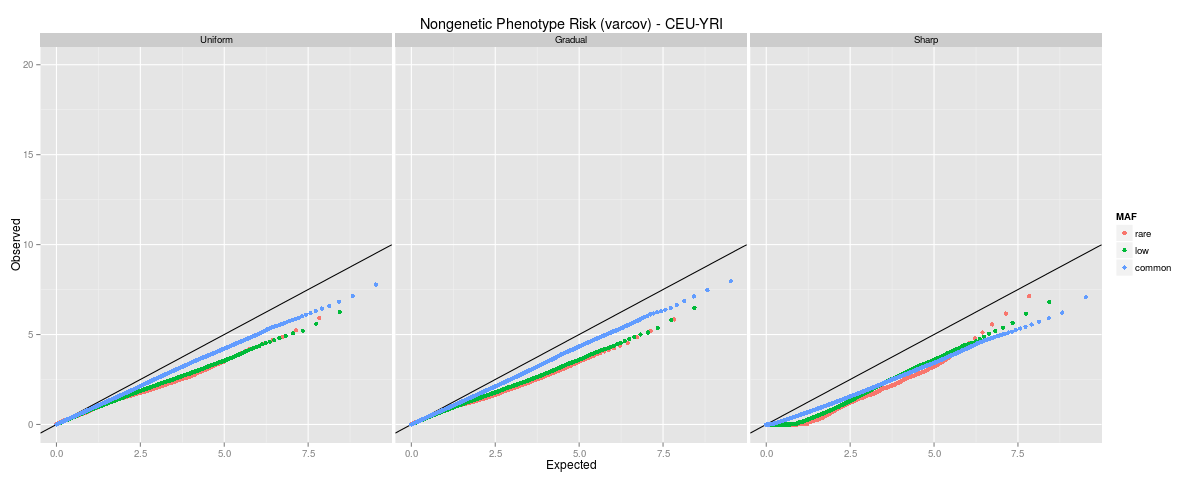 Nongenetic Phenotype Risk (varcov) - CEU-YRI
Uniform Gradual Sharp
20
15
10
5
0
Observed
0.0 2.5 5.0 7.5 0.0 2.5 5.0 7.5 0.0 2.5 5.0 7.5
Expected
MAF
rare
low
common